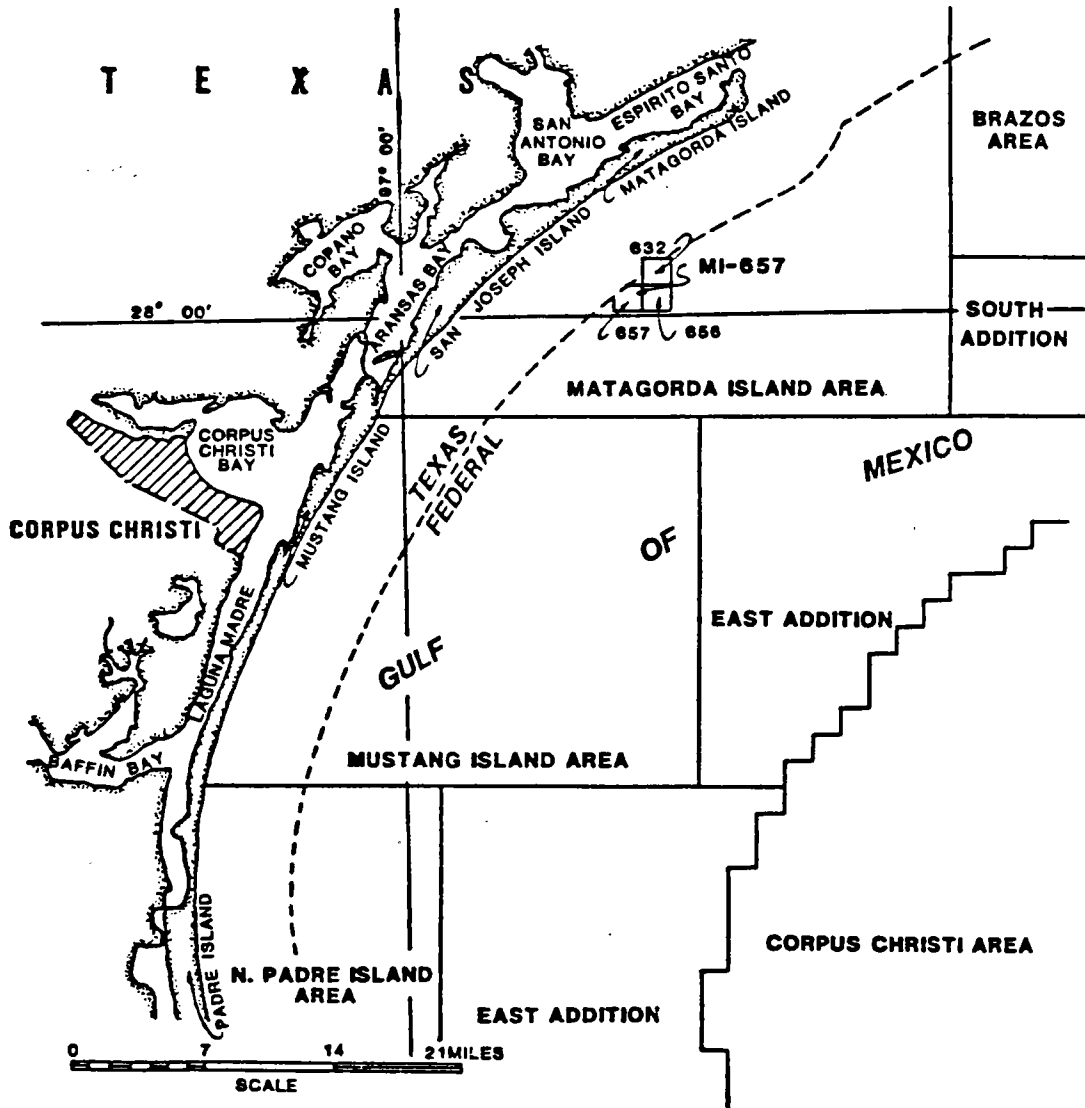 TEXAS
97° 00'
SAN
ANTONIO
BAY
ESPIRITO SANTO
BAY
MATAGORDA ISLAND
BRAZOS
AREA
COPANO
BAY
ARANSAS BAY
SAN JOSEPH ISLAND
632
MI-657
657
656
28° 00'
SOUTH
ADDITION
MATAGORDA ISLAND AREA
CORPUS
CHRISTI
BAY
MUSTANG ISLAND
TEXAS
FEDERAL
GULF
OF
MEXICO
CORPUS CHRISTI
LAGUNA MADRE
EAST ADDITION
BAFFIN BAY
MUSTANG ISLAND AREA
PADRE ISLAND
N. PADRE ISLAND
AREA
EAST ADDITION
CORPUS CHRISTI AREA
0 7 14 21MILES
SCALE